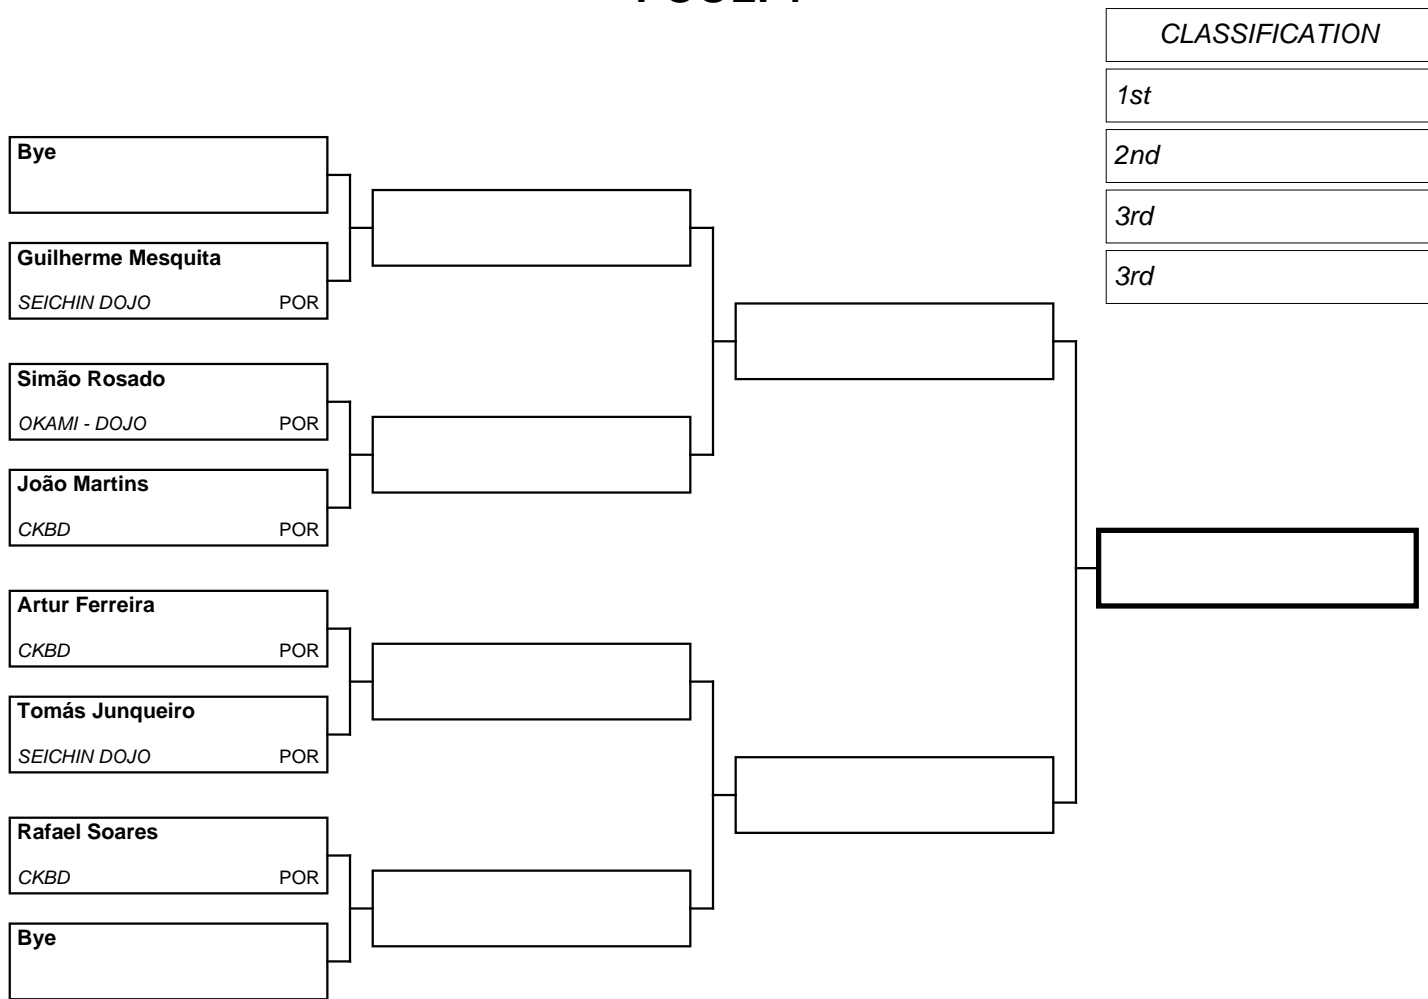 CLASSIFICATION
1st
2nd
3rd
3rd
Bye
Guilherme Mesquita
SEICHIN DOJO POR
Simão Rosado
OKAMI - DOJO POR
João Martins
CKBD POR
Artur Ferreira
CKBD POR
Tomás Junqueiro
SEICHIN DOJO POR
Rafael Soares
CKBD POR
Bye